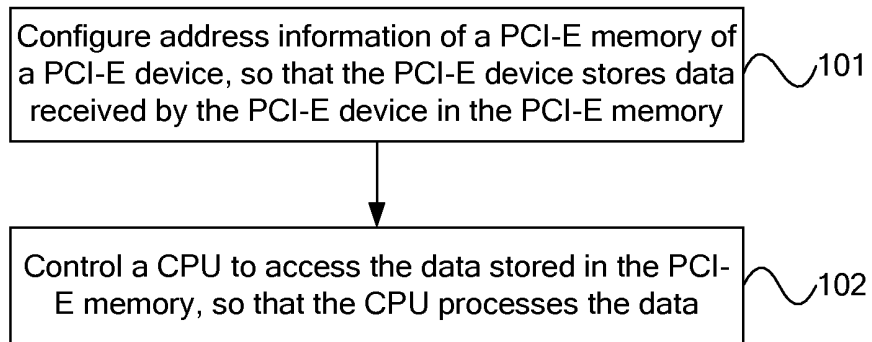 Configure address information of a PCI-E memory of
a PCI-E device, so that the PCI-E device stores data
received by the PCI-E device in the PCI-E memory
101
Control a CPU to access the data stored in the PCI-
E memory, so that the CPU processes the data
102